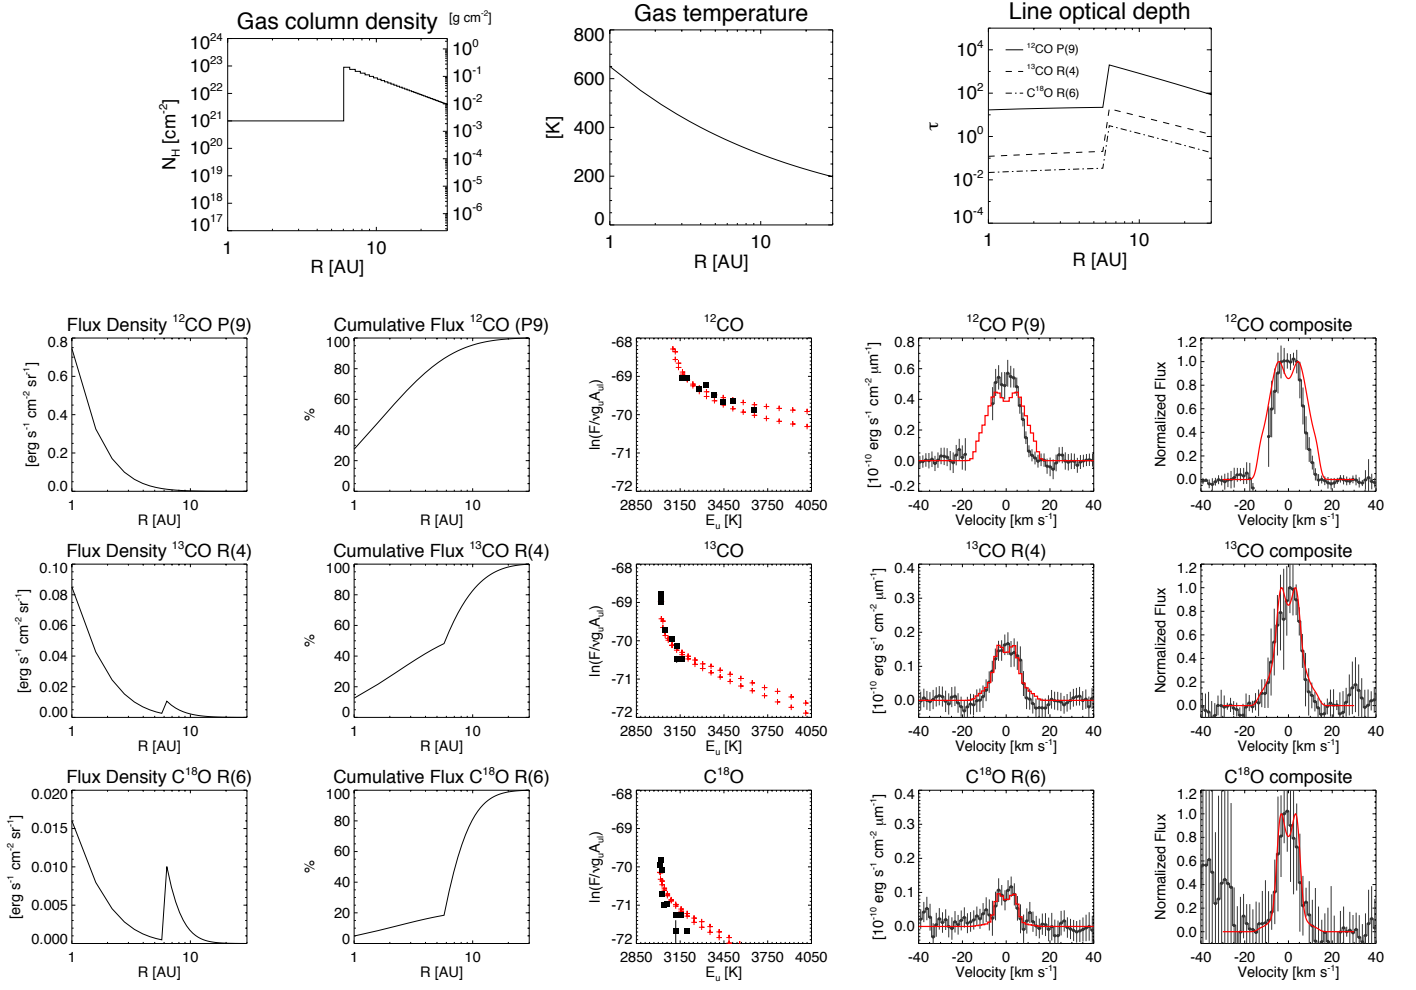 Gas column density [g cm⁻²]
10²⁴
10²³
10²²
10²¹
10²⁰
10¹⁹
10¹⁸
10¹⁷
N_H [cm⁻²]
10⁰
10⁻¹
10⁻²
10⁻³
10⁻⁴
10⁻⁵
10⁻⁶
1 10
R [AU]
Gas temperature
800
600
400
200
0
[K]
1 10
R [AU]
Line optical depth
10⁴
10²
10⁰
10⁻²
10⁻⁴
τ
¹²CO P(9)
¹³CO R(4)
C¹⁸O R(6)
1 10
R [AU]
Flux Density ¹²CO P(9)
[erg s⁻¹ cm⁻² sr⁻¹]
0.8
0.6
0.4
0.2
0.0
1 10
R [AU]
Cumulative Flux ¹²CO (P9)
%
100
80
60
40
20
0
1 10
R [AU]
¹²CO
ln(F/νg_uA_ul)
-68
-69
-70
-71
2850 3150 3450 3750 4050
E_u [K]
¹²CO P(9)
[10⁻¹⁰ erg s⁻¹ cm⁻² μm⁻¹]
0.8
0.6
0.4
0.2
0.0
-0.2
-40 -20 0 20 40
Velocity [km s⁻¹]
¹²CO composite
Normalized Flux
1.2
1.0
0.8
0.6
0.4
0.2
0.0
-40 -20 0 20 40
Velocity [km s⁻¹]
Flux Density ¹³CO R(4)
[erg s⁻¹ cm⁻² sr⁻¹]
0.10
0.08
0.06
0.04
0.02
0.00
1 10
R [AU]
Cumulative Flux ¹³CO R(4)
%
100
80
60
40
20
0
1 10
R [AU]
¹³CO
ln(F/νg_uA_ul)
-68
-69
-70
-71
-72
2850 3150 3450 3750 4050
E_u [K]
¹³CO R(4)
[10⁻¹⁰ erg s⁻¹ cm⁻² μm⁻¹]
0.4
0.3
0.2
0.1
0.0
-40 -20 0 20 40
Velocity [km s⁻¹]
¹³CO composite
Normalized Flux
1.2
1.0
0.8
0.6
0.4
0.2
0.0
-40 -20 0 20 40
Velocity [km s⁻¹]
Flux Density C¹⁸O R(6)
[erg s⁻¹ cm⁻² sr⁻¹]
0.020
0.015
0.010
0.005
0.000
1 10
R [AU]
Cumulative Flux C¹⁸O R(6)
%
100
80
60
40
20
0
1 10
R [AU]
C¹⁸O
ln(F/νg_uA_ul)
-68
-69
-70
-71
-72
2850 3150 3450 3750 4050
E_u [K]
C¹⁸O R(6)
[10⁻¹⁰ erg s⁻¹ cm⁻² μm⁻¹]
0.4
0.3
0.2
0.1
0.0
-40 -20 0 20 40
Velocity [km s⁻¹]
C¹⁸O composite
Normalized Flux
1.2
1.0
0.8
0.6
0.4
0.2
0.0
-40 -20 0 20 40
Velocity [km s⁻¹]